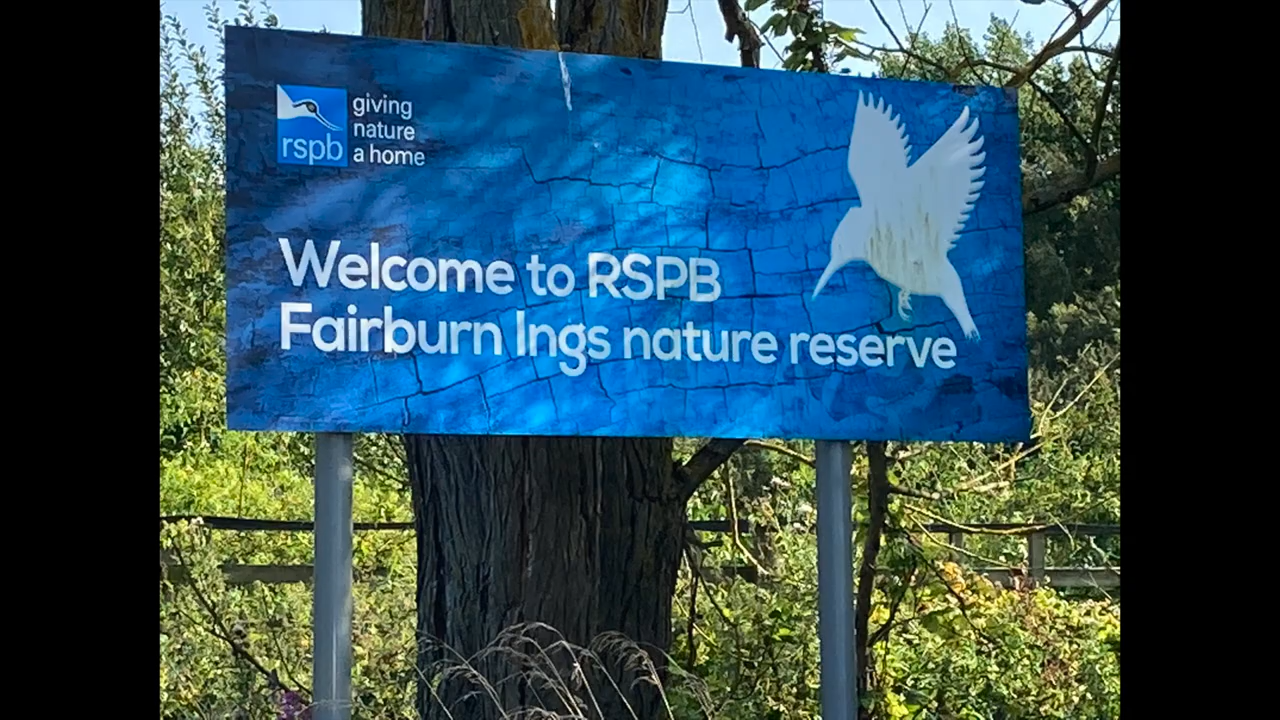 rspb
giving
nature
a home
Welcome to RSPB
Fairburn Ings nature reserve